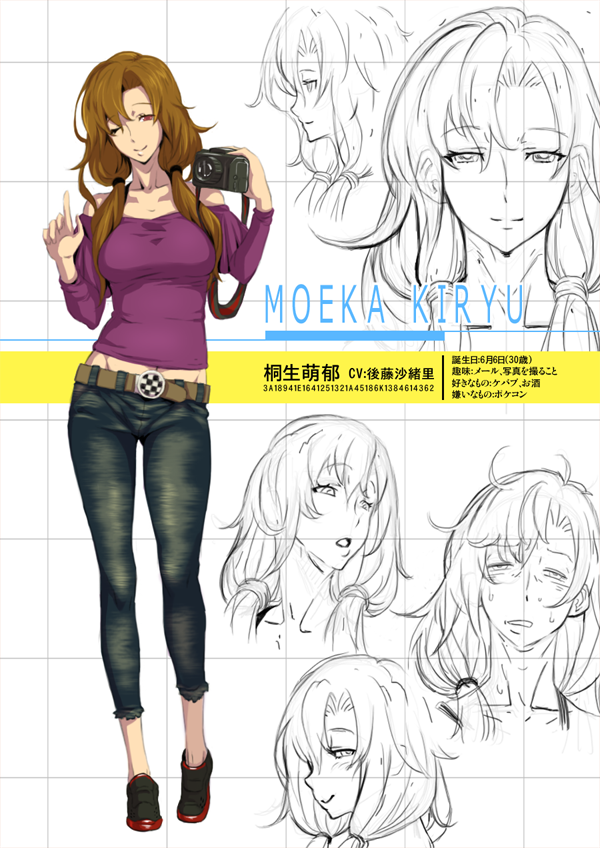 MOEKA KIRYU
桐生萌郁 CV:後藤沙緒里
3A18941E1641251321A45186K1384614362
誕生日:6月6日(30歳)
趣味:メール、写真を撮ること
好きなもの:ケバブ、お酒
嫌いなもの:ポケコン